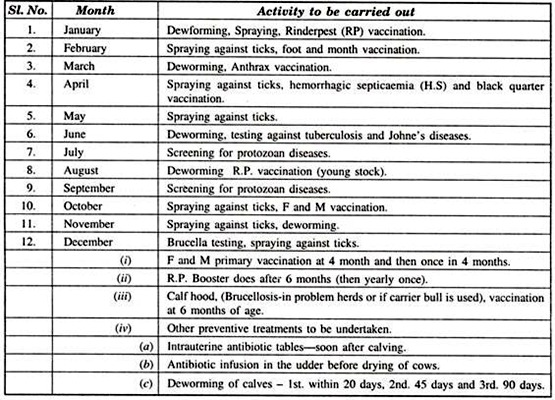 Sl. No. Month Activity to be carried out
1. January Dewforming, Spraying, Rinderpest (RP) vaccination.
2. February Spraying against ticks, foot and month vaccination.
3. March Deworming, Anthrax vaccination.
4. April Spraying against ticks, hemorrhagic septicaemia (H.S) and black quarter
vaccination.
5. May Spraying against ticks.
6. June Deworming, testing against tuberculosis and Johne's diseases.
7. July Screening for protozoan diseases.
8. August Deworming R.P. vaccination (young stock).
9. September Screening for protozoan diseases.
10. October Spraying against ticks, F and M vaccination.
11. November Spraying against ticks, deworming.
12. December Brucella testing, spraying against ticks.
(i) F and M primary vaccination at 4 month and then once in 4 months.
(ii) R.P. Booster does after 6 months (then yearly once).
(iii) Calf hood, (Brucellosis-in problem herds or if carrier bull is used), vaccination
at 6 months of age.
(iv) Other preventive treatments to be undertaken.
(a) Intrauterine antibiotic tables—soon after calving.
(b) Antibiotic infusion in the udder before drying of cows.
(c) Deworming of calves – 1st. within 20 days, 2nd. 45 days and 3rd. 90 days.